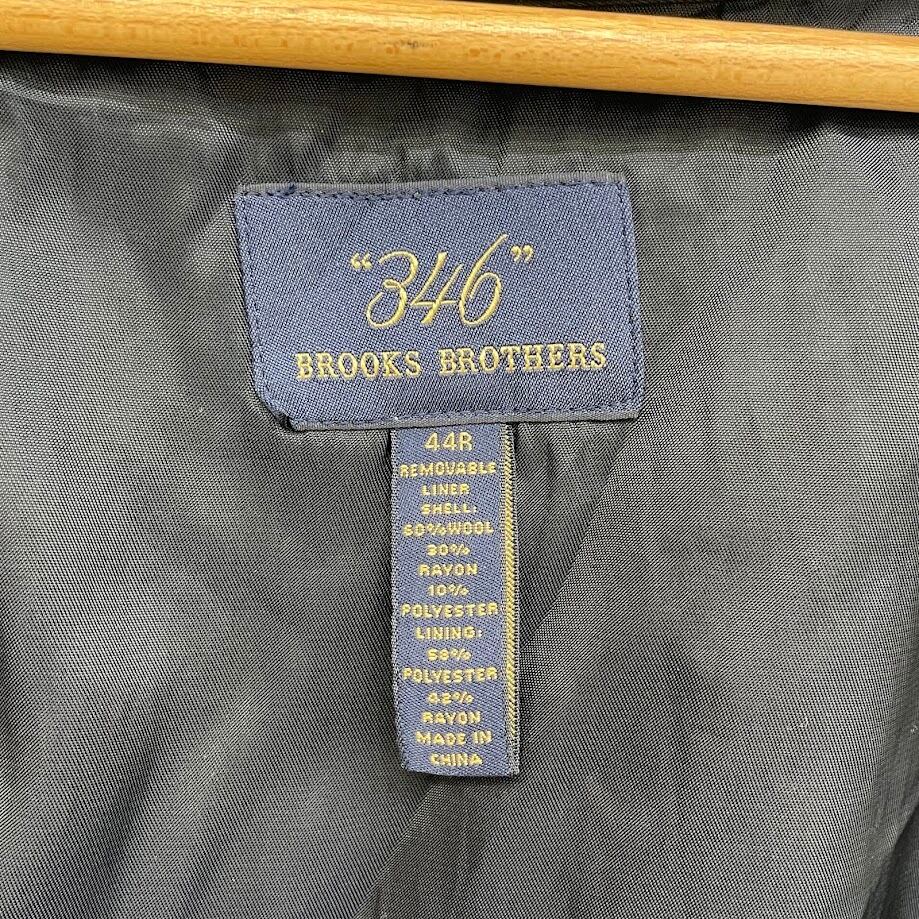 “346”
BROOKS BROTHERS
44R
REMOVABLE
LINER
SHELL:
60%WOOL
30%
RAYON
10%
POLYESTER
LINING:
58%
POLYESTER
42%
RAYON
MADE IN
CHINA